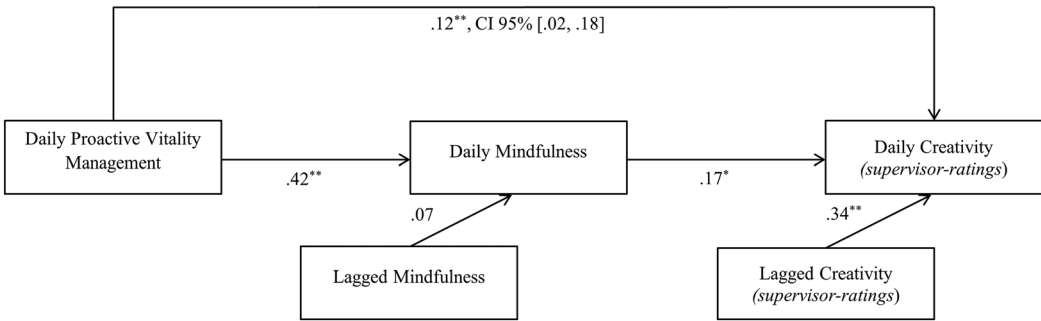 .12**, CI 95% [.02, .18]
Daily Proactive Vitality
Management
.42**
Daily Mindfulness
.17*
Daily Creativity
(supervisor-ratings)
.07
Lagged Mindfulness
.34**
Lagged Creativity
(supervisor-ratings)